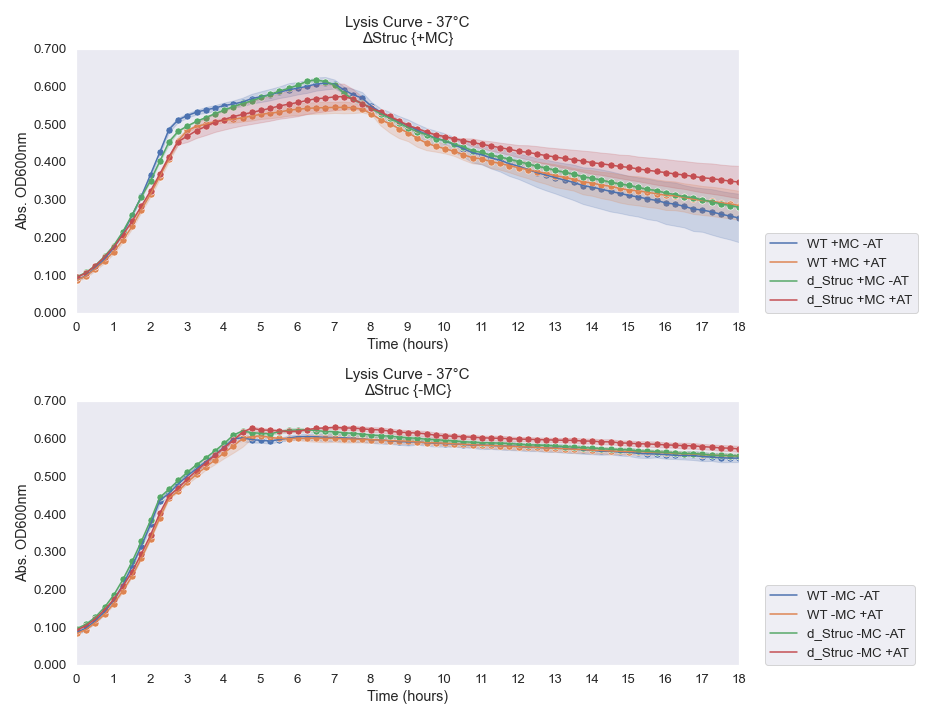 Lysis Curve - 37°C
ΔStruc {+MC}
0.700
0.600
0.500
0.400
0.300
0.200
0.100
0.000
Abs. OD600nm
0 1 2 3 4 5 6 7 8 9 10 11 12 13 14 15 16 17 18
Time (hours)
WT +MC -AT
WT +MC +AT
d_Struc +MC -AT
d_Struc +MC +AT
Lysis Curve - 37°C
ΔStruc {-MC}
0.700
0.600
0.500
0.400
0.300
0.200
0.100
0.000
Abs. OD600nm
0 1 2 3 4 5 6 7 8 9 10 11 12 13 14 15 16 17 18
Time (hours)
WT -MC -AT
WT -MC +AT
d_Struc -MC -AT
d_Struc -MC +AT